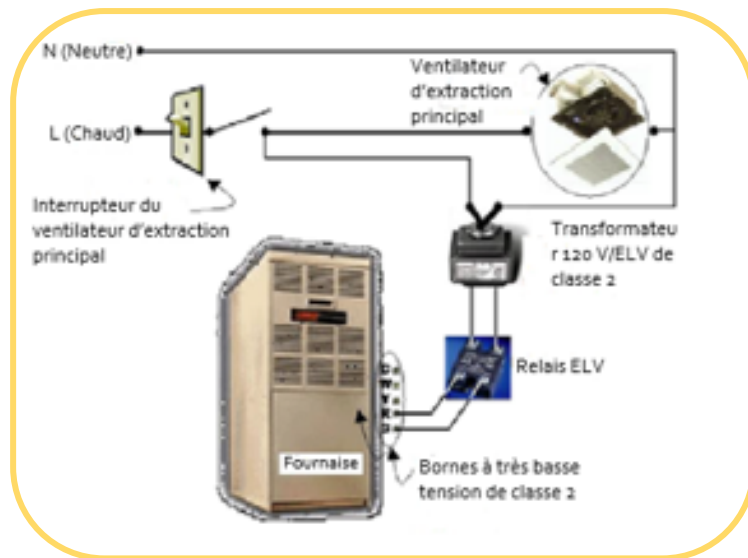 N (Neutre)
Ventilateur
d'extraction
principal
L (Chaud)
Interrupteur du
ventilateur d'extraction
principal
Transformateu
r 120 V/ELV de
classe 2
Relais ELV
Fournaise
Bornes à très basse
tension de classe 2